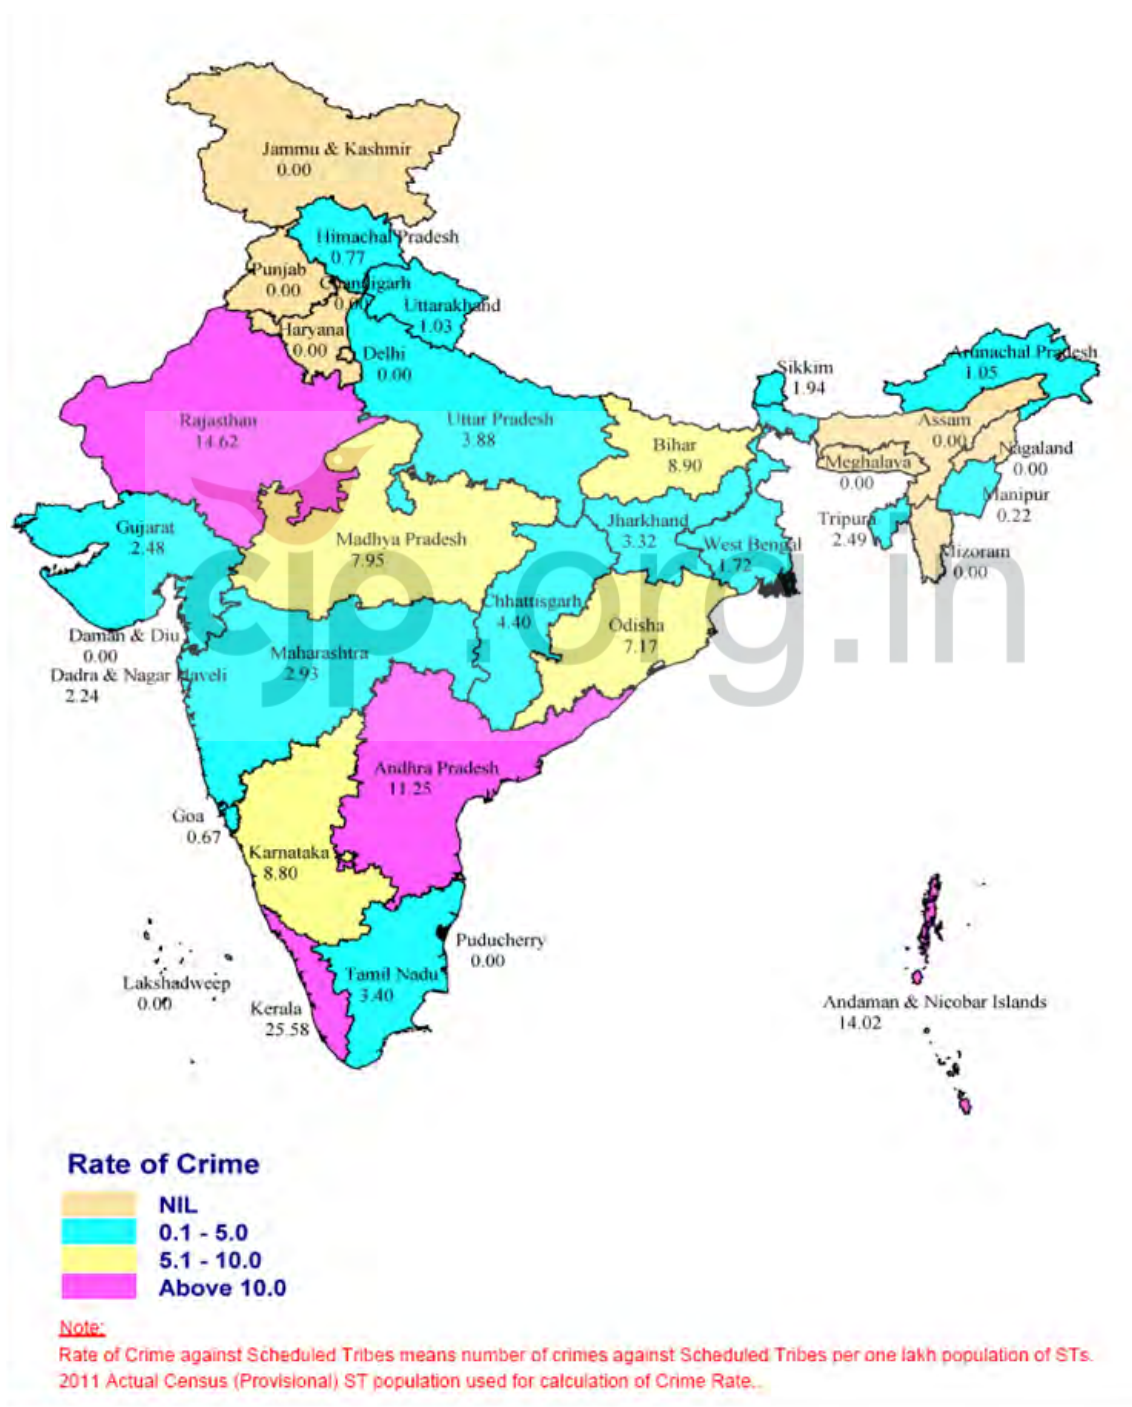 Jammu & Kashmir
0.00
Himachal Pradesh
0.77
Punjab
0.00
Chandigarh
0.00
Uttarakhand
1.03
Haryana
0.00
Delhi
0.00
Sikkim
1.94
Arunachal Pradesh
1.05
Rajasthan
14.62
Uttar Pradesh
3.88
Bihar
8.90
Assam
0.00
Nagaland
0.00
Meghalaya
0.00
Manipur
0.22
Tripura
2.49
Mizoram
0.00
Gujarat
2.48
Madhya Pradesh
7.95
Jharkhand
3.32
West Bengal
1.72
Chhattisgarh
4.40
Odisha
7.17
cjp.org.in
Daman & Diu
0.00
Dadra & Nagar Haveli
2.24
Maharashtra
2.93
Andhra Pradesh
11.25
Goa
0.67
Karnataka
8.80
Puducherry
0.00
Lakshadweep
0.00
Tamil Nadu
3.40
Kerala
25.58
Andaman & Nicobar Islands
14.02
Rate of Crime
NIL
0.1 - 5.0
5.1 - 10.0
Above 10.0
Note:
Rate of Crime against Scheduled Tribes means number of crimes against Scheduled Tribes per one lakh population of STs.
2011 Actual Census (Provisional) ST population used for calculation of Crime Rate..